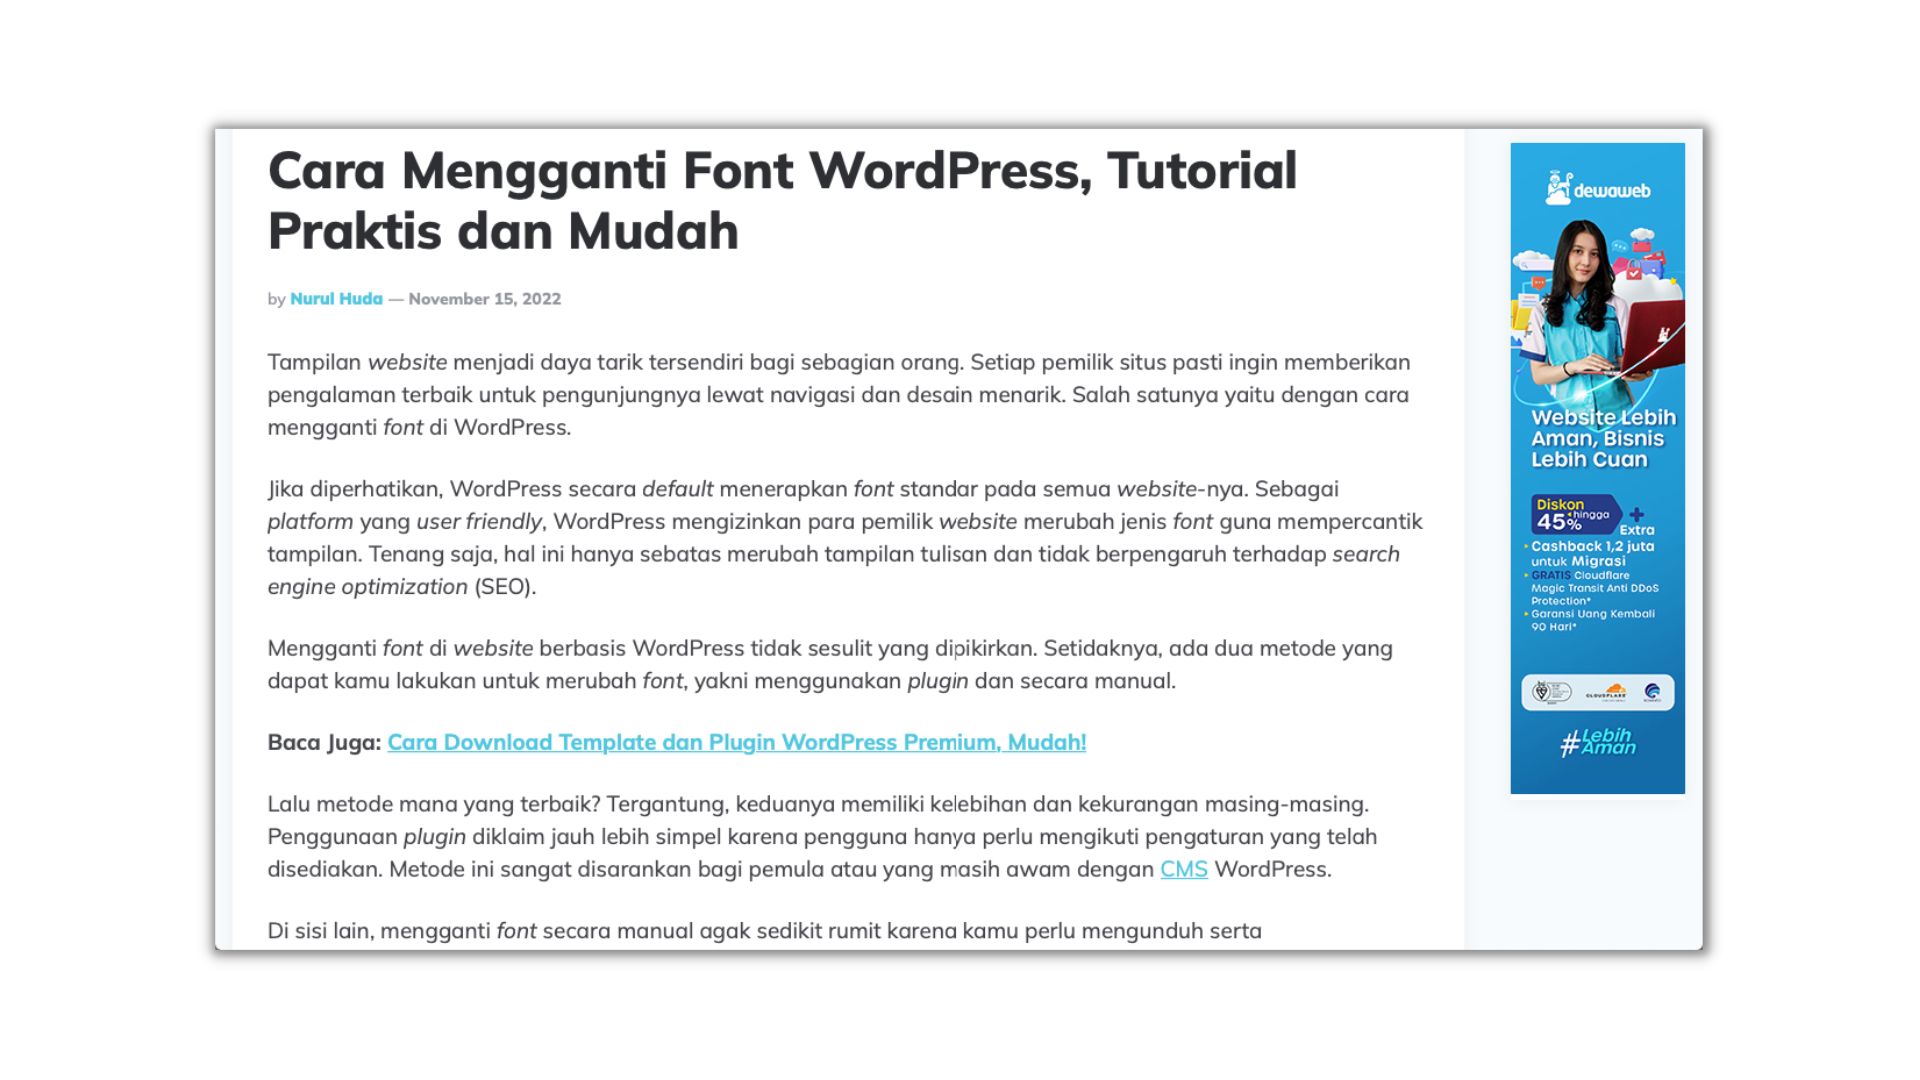 Cara Mengganti Font WordPress, Tutorial
Praktis dan Mudah
by Nurul Huda — November 15, 2022
Tampilan website menjadi daya tarik tersendiri bagi sebagian orang. Setiap pemilik situs pasti ingin memberikan
pengalaman terbaik untuk pengunjungnya lewat navigasi dan desain menarik. Salah satunya yaitu dengan cara
mengganti font di WordPress.
Jika diperhatikan, WordPress secara default menerapkan font standar pada semua website-nya. Sebagai
platform yang user friendly, WordPress mengizinkan para pemilik website merubah jenis font guna mempercantik
tampilan. Tenang saja, hal ini hanya sebatas merubah tampilan tulisan dan tidak berpengaruh terhadap search
engine optimization (SEO).
Mengganti font di website berbasis WordPress tidak sesulit yang dipikirkan. Setidaknya, ada dua metode yang
dapat kamu lakukan untuk merubah font, yakni menggunakan plugin dan secara manual.
Baca Juga: Cara Download Template dan Plugin WordPress Premium, Mudah!
Lalu metode mana yang terbaik? Tergantung, keduanya memiliki kelebihan dan kekurangan masing-masing.
Penggunaan plugin diklaim jauh lebih simpel karena pengguna hanya perlu mengikuti pengaturan yang telah
disediakan. Metode ini sangat disarankan bagi pemula atau yang masih awam dengan CMS WordPress.
Di sisi lain, mengganti font secara manual agak sedikit rumit karena kamu perlu mengunduh serta
dewaweb
Website Lebih
Aman, Bisnis
Lebih Cuan
Diskon
hingga
45%
+
Extra
Cashback 1,2 juta
untuk Migrasi
GRATIS Cloudflare
Magic Transit Anti DDoS
Protection*
Garansi Uang Kembali
90 Hari*
CLOUDFLARE
#Lebih
Aman